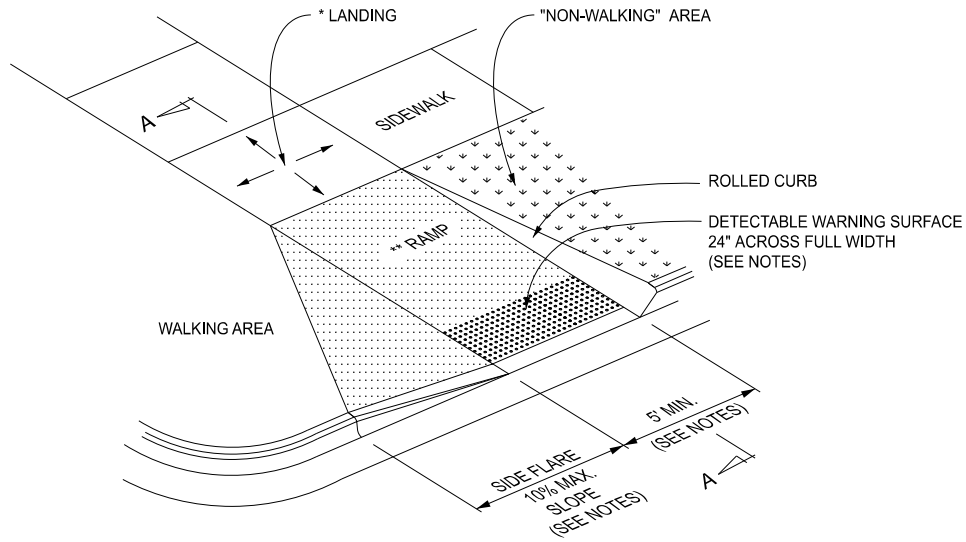 * LANDING
"NON-WALKING" AREA
A
SIDEWALK
ROLLED CURB
DETECTABLE WARNING SURFACE
24" ACROSS FULL WIDTH
(SEE NOTES)
** RAMP
WALKING AREA
5' MIN.
(SEE NOTES)
SIDE FLARE
10% MAX.
SLOPE
(SEE NOTES)
A